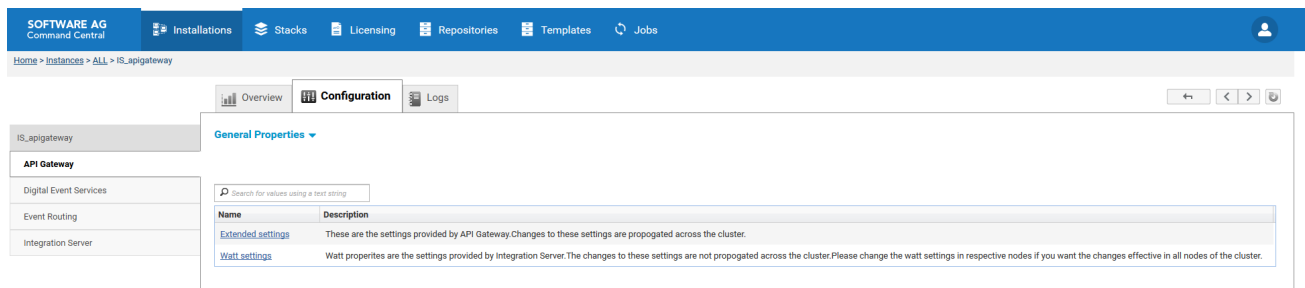 SOFTWARE AG
Command Central
Installations
Stacks
Licensing
Repositories
Templates
Jobs
Home > Instances > ALL > IS_apigateway
Overview
Configuration
Logs
IS_apigateway
API Gateway
Digital Event Services
Event Routing
Integration Server
General Properties
Search for values using a text string
Name Description
Extended settings These are the settings provided by API Gateway.Changes to these settings are propogated across the cluster.
Watt settings Watt properites are the settings provided by Integration Server.The changes to these settings are not propogated across the cluster.Please change the watt settings in respective nodes if you want the changes effective in all nodes of the cluster.